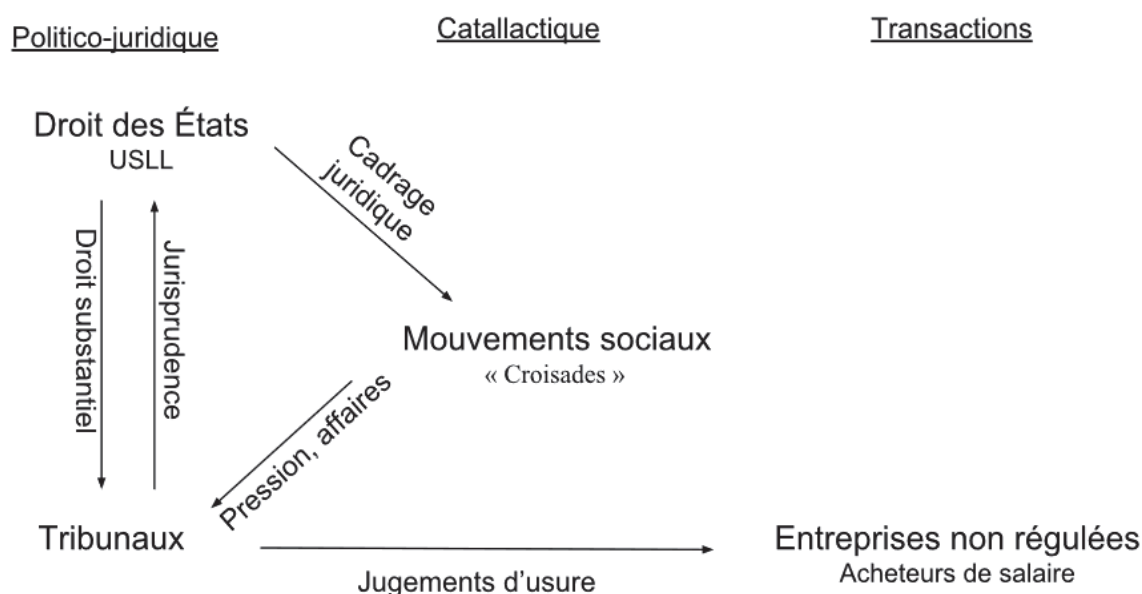 Politico-juridique
Catallactique
Transactions
Droit des États
USLL
Cadrage
juridique
Droit substantiel
Jurisprudence
Mouvements sociaux
« Croisades »
Pression, affaires
Tribunaux
Jugements d’usure
Entreprises non régulées
Acheteurs de salaire